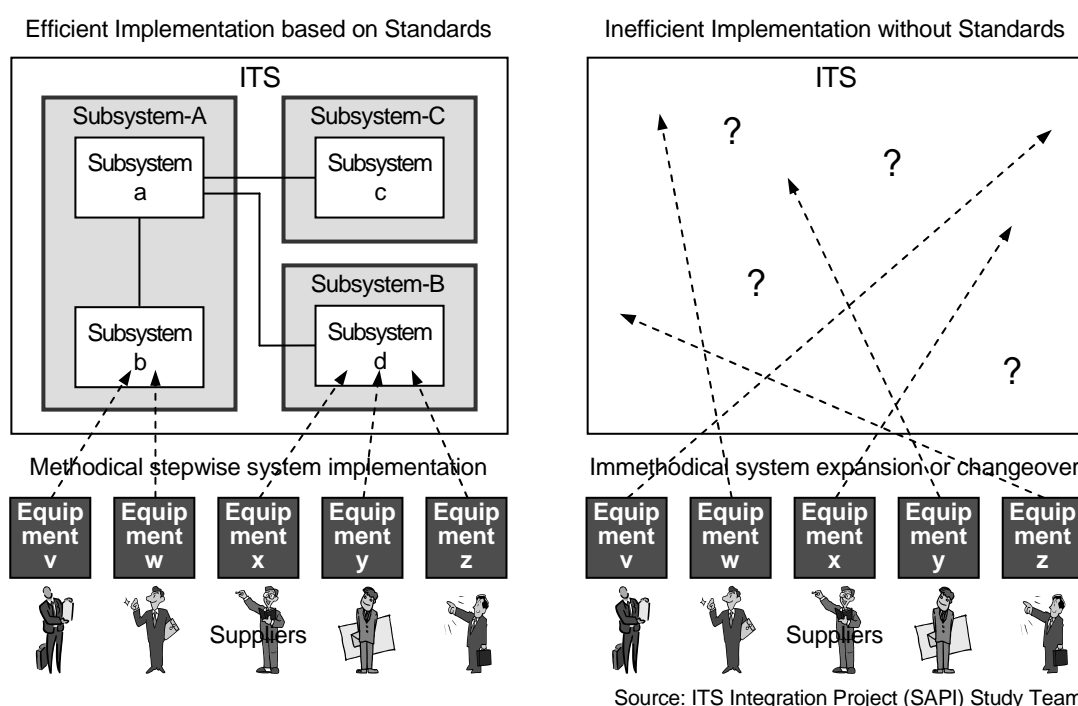 Efficient Implementation based on Standards
ITS
Subsystem-A
Subsystem
a
Subsystem
b
Subsystem-C
Subsystem
c
Subsystem-B
Subsystem
d
Methodical stepwise system implementation
Equip
ment
v
Equip
ment
w
Equip
ment
x
Equip
ment
y
Equip
ment
z
Suppliers
Inefficient Implementation without Standards
ITS
?
?
?
?
Immethodical system expansion or changeover
Equip
ment
v
Equip
ment
w
Equip
ment
x
Equip
ment
y
Equip
ment
z
Suppliers
Source: ITS Integration Project (SAPI) Study Team